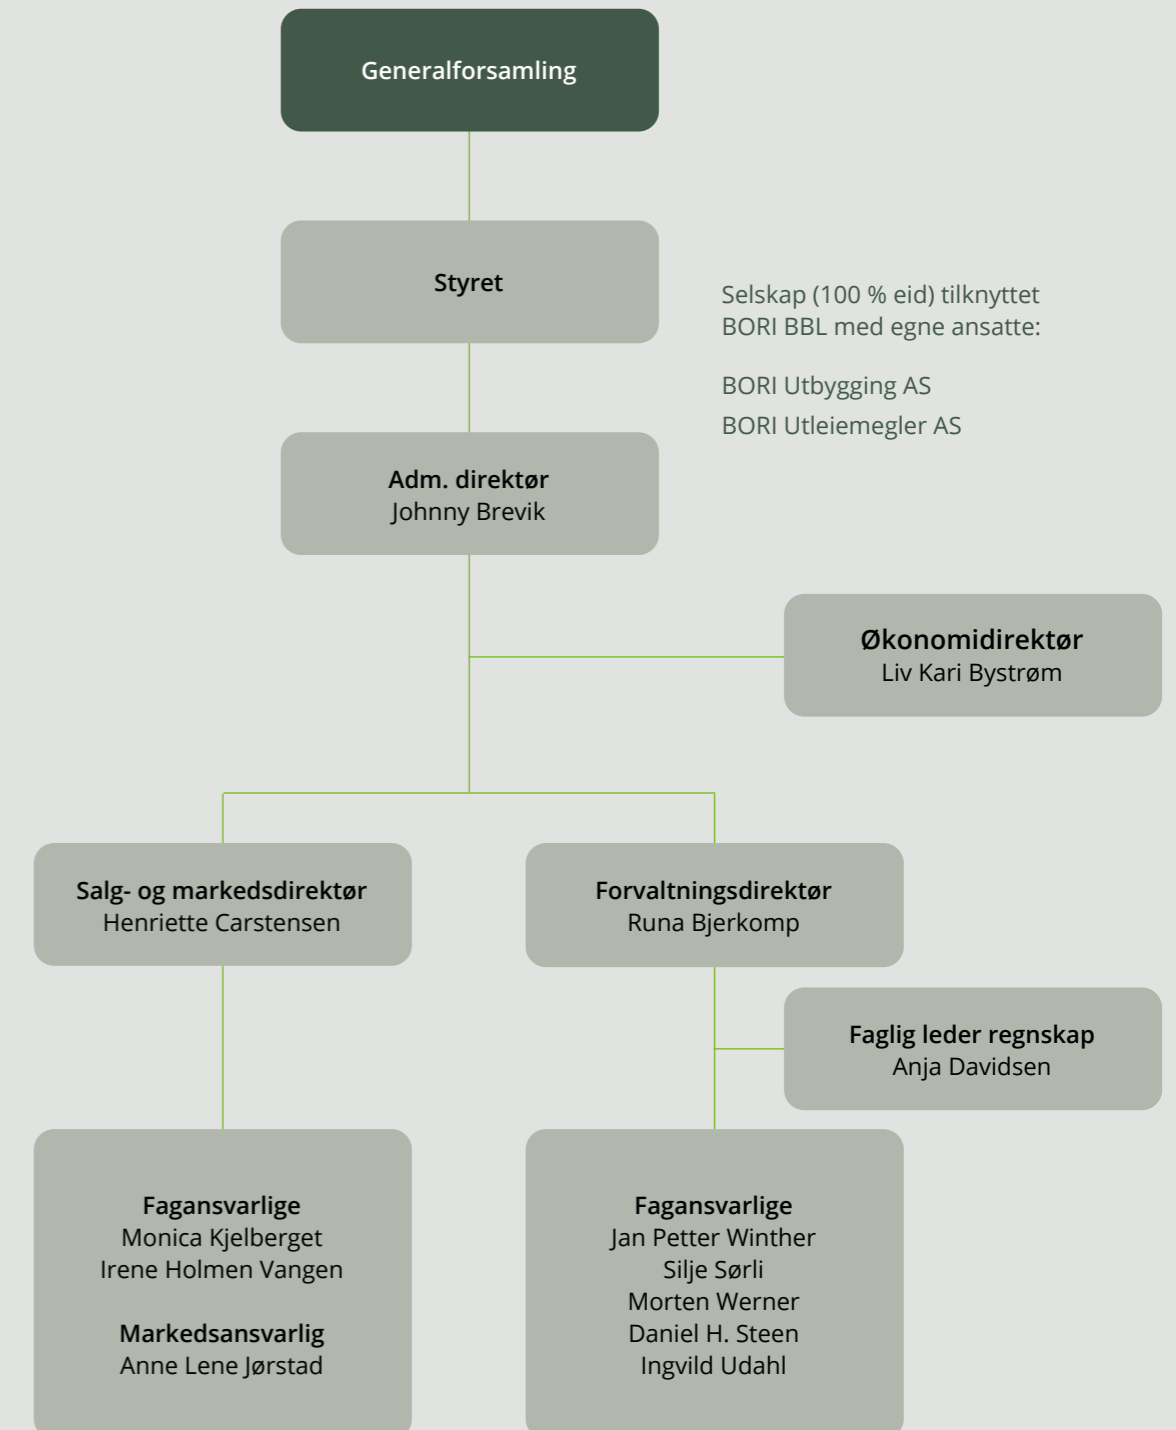 Generalforsamling
Styret
Selskap (100 % eid) tilknyttet
BORI BBL med egne ansatte:
BORI Utbygging AS
BORI Utleiemegler AS
Adm. direktør
Johnny Brevik
Økonomidirektør
Liv Kari Bystrøm
Salg- og markedsdirektør
Henriette Carstensen
Forvaltningsdirektør
Runa Bjerkomp
Faglig leder regnskap
Anja Davidsen
Fagansvarlige
Monica Kjelberget
Irene Holmen Vangen
Markedsansvarlig
Anne Lene Jørstad
Fagansvarlige
Jan Petter Winther
Silje Sørli
Morten Werner
Daniel H. Steen
Ingvild Udahl